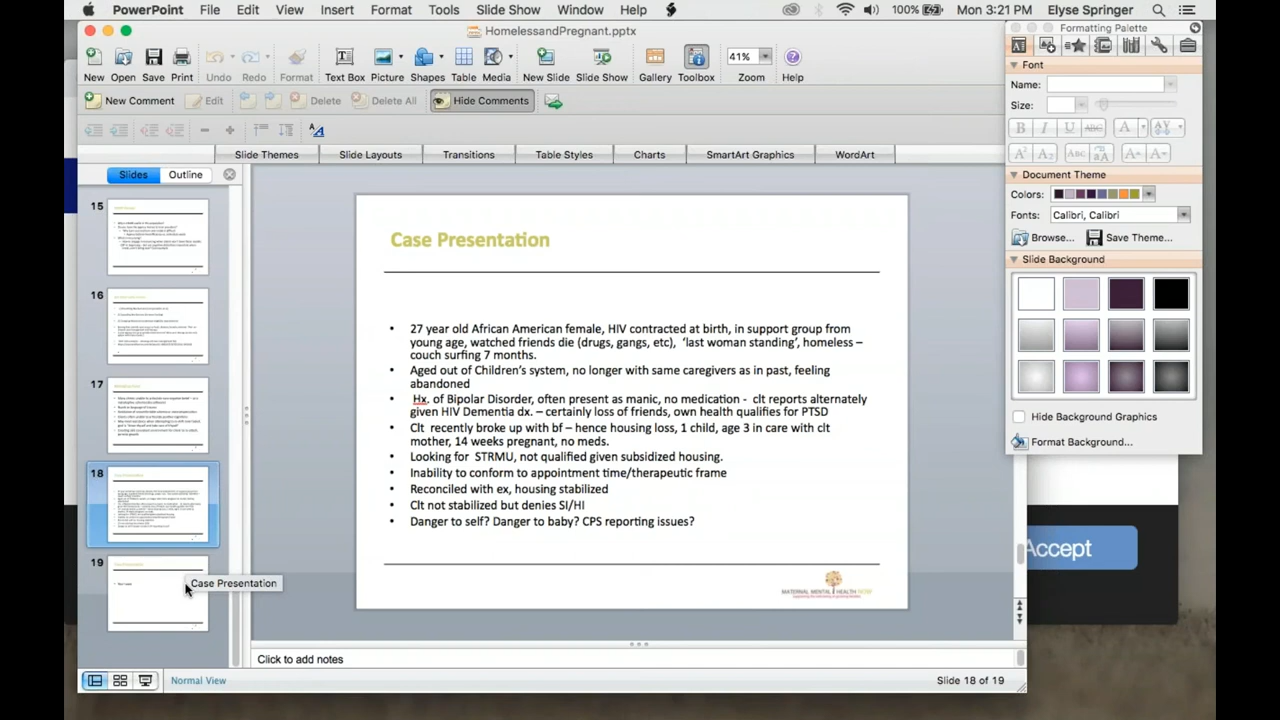 PowerPoint File Edit View Insert Format Tools Slide Show Window Help 100% Mon 3:21 PM Elyse Springer
HomelessandPregnant.pptx
New Open Save Print Undo Redo Format Text Box Picture Shapes Table Media New Slide Slide Show Gallery Toolbox 41% Zoom Help
New Comment Edit Delete Delete All Hide Comments
Slide Themes Slide Layouts Transitions Table Styles Charts SmartArt Graphics WordArt
Slides Outline
15
16
17
18
19
Case Presentation
Case Presentation
• 27 year old African American female, HIV contracted at birth, in support group from
young age, watched friends die (drugs, gangs, etc), 'last woman standing', homeless –
couch surfing 7 months.
• Aged out of Children's system, no longer with same caregivers as in past, feeling
abandoned
• Hx. of Bipolar Disorder, often present as manic, no medication - clt reports alternately
given HIV Dementia dx. – certainly loss of friends, own health qualifies for PTSD
• Clt recently broke up with bf – hence housing loss, 1 child, age 3 in care with clt
mother, 14 weeks pregnant, no meds.
• Looking for STRMU, not qualified given subsidized housing.
• Inability to conform to appointment time/therapeutic frame
• Reconciled with ex, housing stabilized
• Clt not stabilized but denies SI/HI
• Danger to self? Danger to baby? CPS reporting issues?
MATERNAL MENTAL HEALTH NOW
Click to add notes
Normal View
Slide 18 of 19
Formatting Palette
Font
Name:
Size:
B I U ABC A AV
A² A₂ ABC aA A A
Document Theme
Colors:
Fonts: Calibri, Calibri
Browse... Save Theme...
Slide Background
Hide Background Graphics
Format Background...
Accept